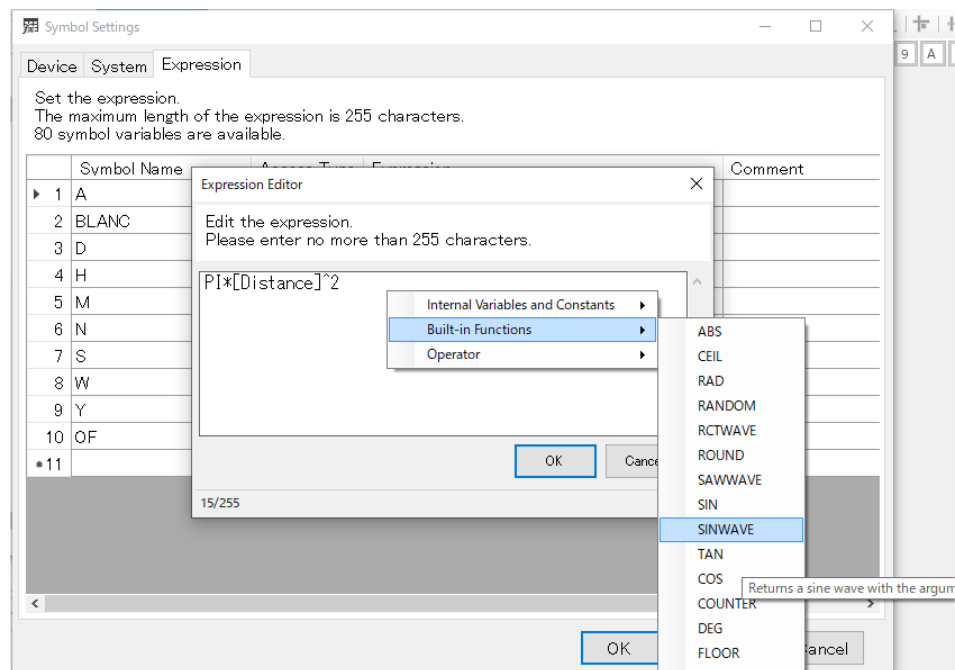 Symbol Settings
9 A
Device System Expression
Set the expression.
The maximum length of the expression is 255 characters.
80 symbol variables are available.
Symbol Name Comment
1 A
2 BLANC
3 D
4 H
5 M
6 N
7 S
8 W
9 Y
10 OF
*11
Expression Editor
Edit the expression.
Please enter no more than 255 characters.
PI*[Distance]^2
OK Cance
15/255
Internal Variables and Constants
Built-in Functions
Operator
ABS
CEIL
RAD
RANDOM
RCTWAVE
ROUND
SAWWAVE
SIN
SINWAVE
TAN
COS
COUNTER
DEG
FLOOR
Returns a sine wave with the argum
OK ancel